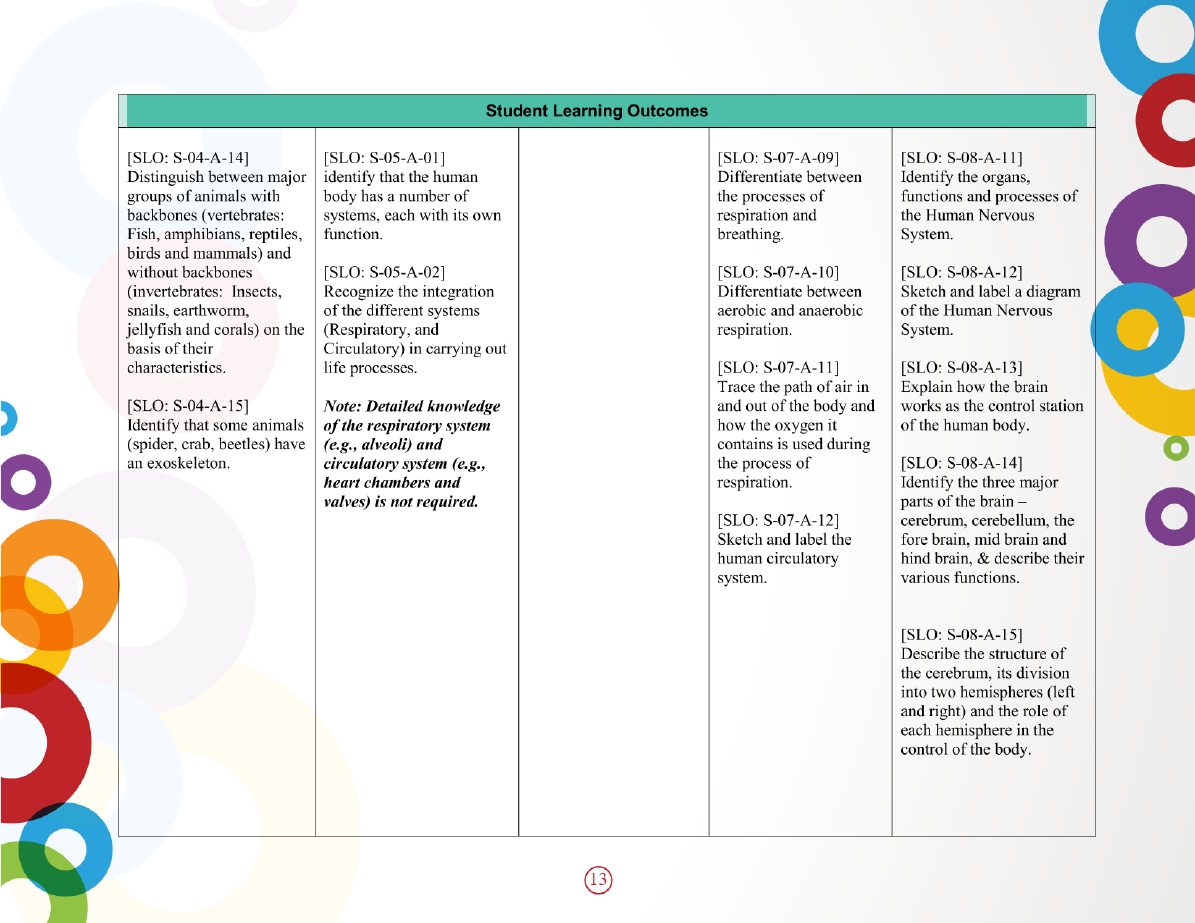 Student Learning Outcomes
[SLO: S-04-A-14]
Distinguish between major
groups of animals with
backbones (vertebrates:
Fish, amphibians, reptiles,
birds and mammals) and
without backbones
(invertebrates:  Insects,
snails, earthworm,
jellyfish and corals) on the
basis of their
characteristics.
[SLO: S-04-A-15]
Identify that some animals
(spider, crab, beetles) have
an exoskeleton.
[SLO: S-05-A-01]
identify that the human
body has a number of
systems, each with its own
function.
[SLO: S-05-A-02]
Recognize the integration
of the different systems
(Respiratory, and
Circulatory) in carrying out
life processes.
Note: Detailed knowledge
of the respiratory system
(e.g., alveoli) and
circulatory system (e.g.,
heart chambers and
valves) is not required.
[SLO: S-07-A-09]
Differentiate between
the processes of
respiration and
breathing.
[SLO: S-07-A-10]
Differentiate between
aerobic and anaerobic
respiration.
[SLO: S-07-A-11]
Trace the path of air in
and out of the body and
how the oxygen it
contains is used during
the process of
respiration.
[SLO: S-07-A-12]
Sketch and label the
human circulatory
system.
[SLO: S-08-A-11]
Identify the organs,
functions and processes of
the Human Nervous
System.
[SLO: S-08-A-12]
Sketch and label a diagram
of the Human Nervous
System.
[SLO: S-08-A-13]
Explain how the brain
works as the control station
of the human body.
[SLO: S-08-A-14]
Identify the three major
parts of the brain –
cerebrum, cerebellum, the
fore brain, mid brain and
hind brain, & describe their
various functions.
[SLO: S-08-A-15]
Describe the structure of
the cerebrum, its division
into two hemispheres (left
and right) and the role of
each hemisphere in the
control of the body.
13